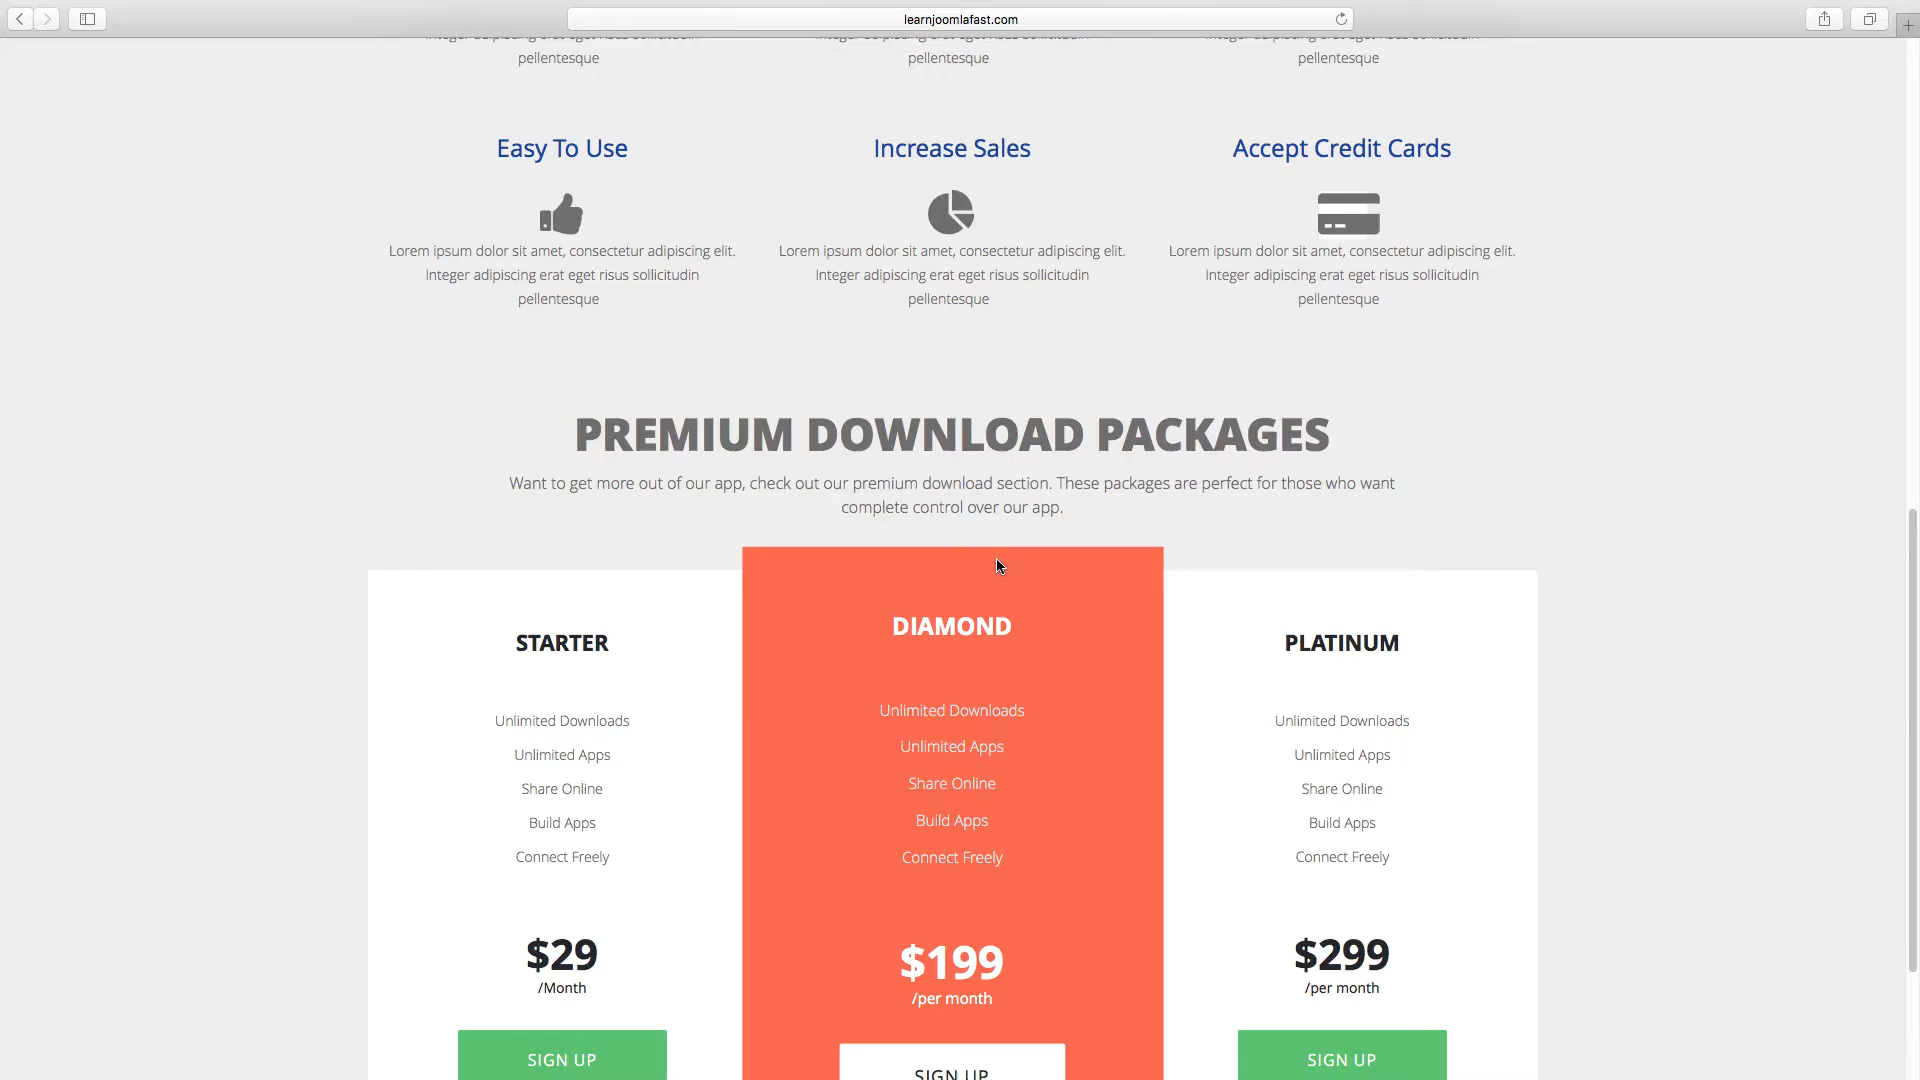 learnjoomlafast.com
pellentesque
pellentesque
pellentesque
Easy To Use
Increase Sales
Accept Credit Cards
Lorem ipsum dolor sit amet, consectetur adipiscing elit.
Integer adipiscing erat eget risus sollicitudin
pellentesque
Lorem ipsum dolor sit amet, consectetur adipiscing elit.
Integer adipiscing erat eget risus sollicitudin
pellentesque
Lorem ipsum dolor sit amet, consectetur adipiscing elit.
Integer adipiscing erat eget risus sollicitudin
pellentesque
PREMIUM DOWNLOAD PACKAGES
Want to get more out of our app, check out our premium download section. These packages are perfect for those who want
complete control over our app.
STARTER
Unlimited Downloads
Unlimited Apps
Share Online
Build Apps
Connect Freely
$29
/Month
SIGN UP
DIAMOND
Unlimited Downloads
Unlimited Apps
Share Online
Build Apps
Connect Freely
$199
/per month
SIGN UP
PLATINUM
Unlimited Downloads
Unlimited Apps
Share Online
Build Apps
Connect Freely
$299
/per month
SIGN UP